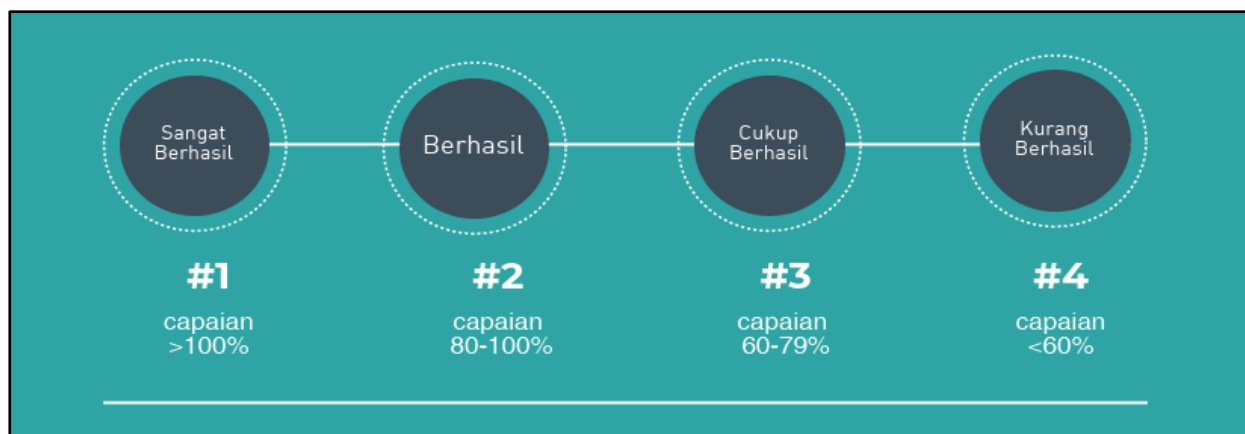 Sangat
Berhasil
Berhasil
Cukup
Berhasil
Kurang
Berhasil
#1
#2
#3
#4
capaian
>100%
capaian
80-100%
capaian
60-79%
capaian
<60%